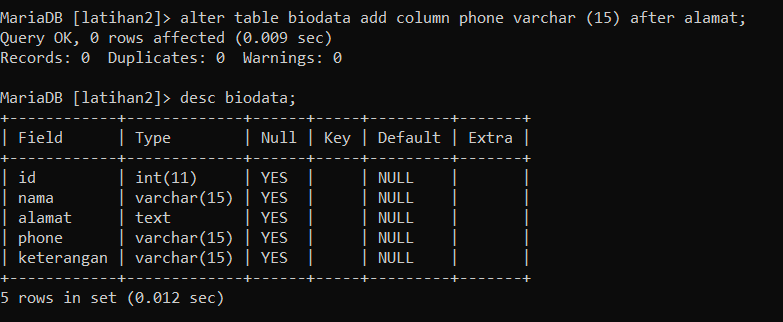 MariaDB [latihan2]> alter table biodata add column phone varchar (15) after alamat;
Query OK, 0 rows affected (0.009 sec)
Records: 0  Duplicates: 0  Warnings: 0

MariaDB [latihan2]> desc biodata;
+------------+-------------+------+-----+---------+-------+
| Field      | Type        | Null | Key | Default | Extra |
+------------+-------------+------+-----+---------+-------+
| id         | int(11)     | YES  |     | NULL    |       |
| nama       | varchar(15) | YES  |     | NULL    |       |
| alamat     | text        | YES  |     | NULL    |       |
| phone      | varchar(15) | YES  |     | NULL    |       |
| keterangan | varchar(15) | YES  |     | NULL    |       |
+------------+-------------+------+-----+---------+-------+
5 rows in set (0.012 sec)